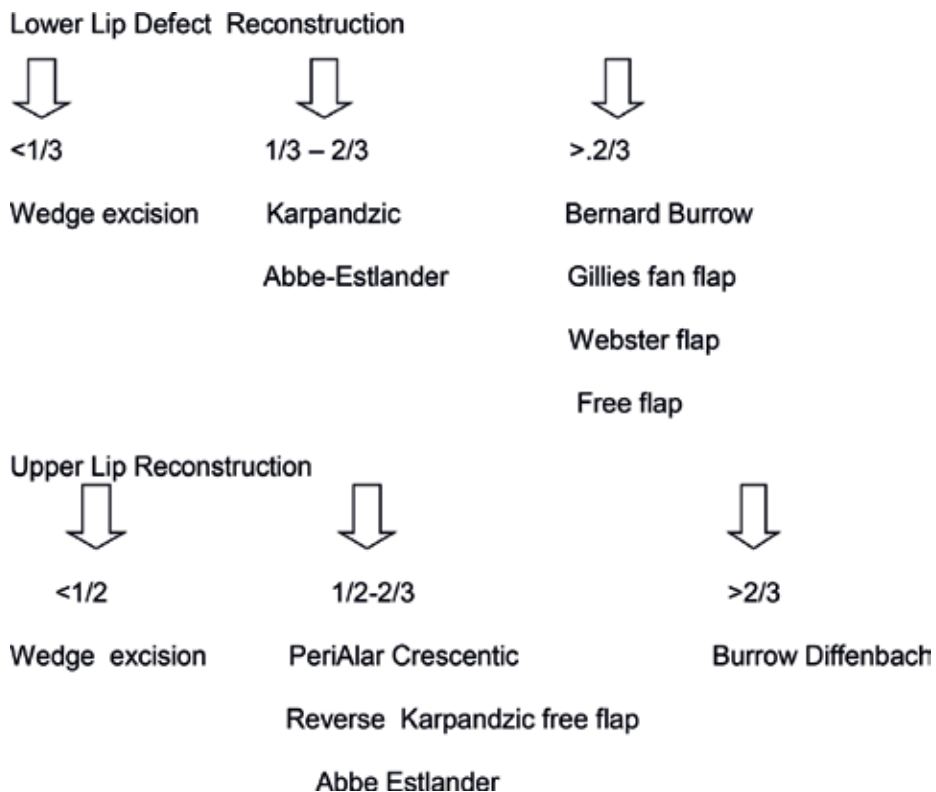 Lower Lip Defect Reconstruction
<1/3 1/3 – 2/3 >.2/3
Wedge excision Karpandzic Bernard Burrow
Abbe-Estlander Gillies fan flap
Webster flap
Free flap
Upper Lip Reconstruction
<1/2 1/2-2/3 >2/3
Wedge excision PeriAlar Crescentic Burrow Diffenbach
Reverse Karpandzic free flap
Abbe Estlander